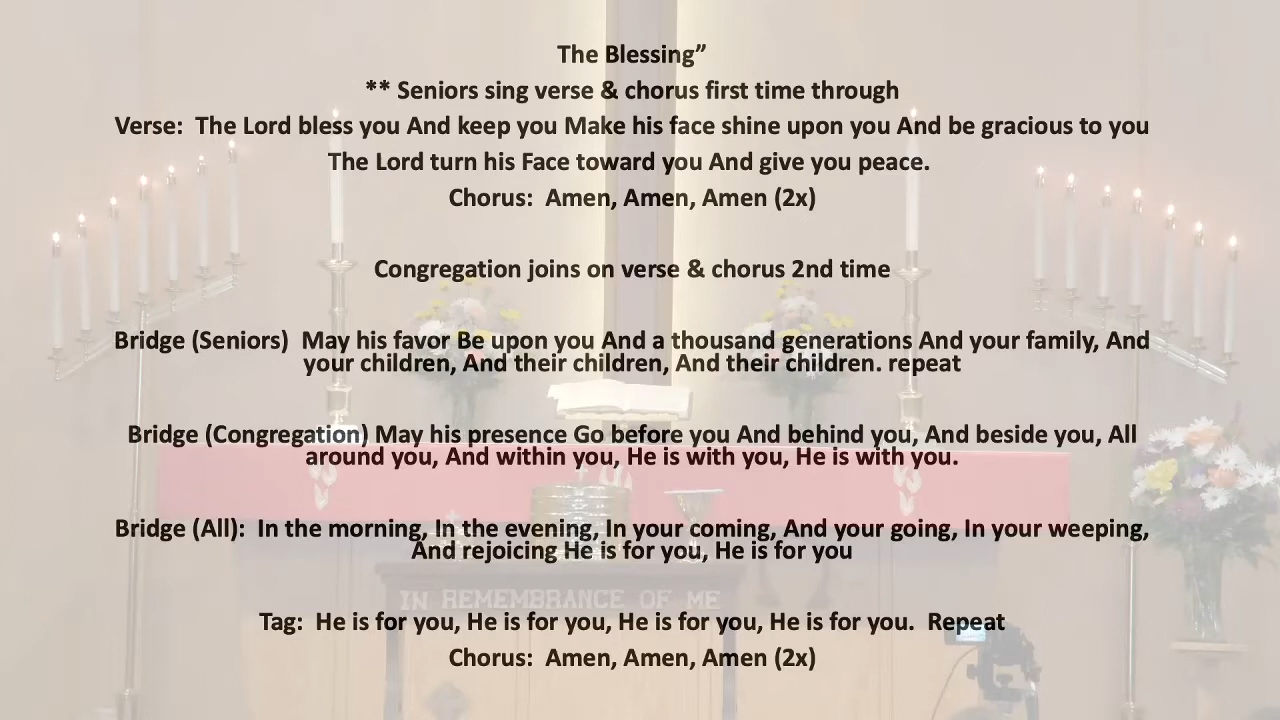 The Blessing”
** Seniors sing verse & chorus first time through
Verse:  The Lord bless you And keep you Make his face shine upon you And be gracious to you
The Lord turn his Face toward you And give you peace.
Chorus:  Amen, Amen, Amen (2x)
Congregation joins on verse & chorus 2nd time
Bridge (Seniors)  May his favor Be upon you And a thousand generations And your family, And
your children, And their children, And their children. repeat
Bridge (Congregation) May his presence Go before you And behind you, And beside you, All
around you, And within you, He is with you, He is with you.
Bridge (All):  In the morning, In the evening, In your coming, And your going, In your weeping,
And rejoicing He is for you, He is for you
IN REMEMBRANCE OF ME
Tag:  He is for you, He is for you, He is for you, He is for you.  Repeat
Chorus:  Amen, Amen, Amen (2x)